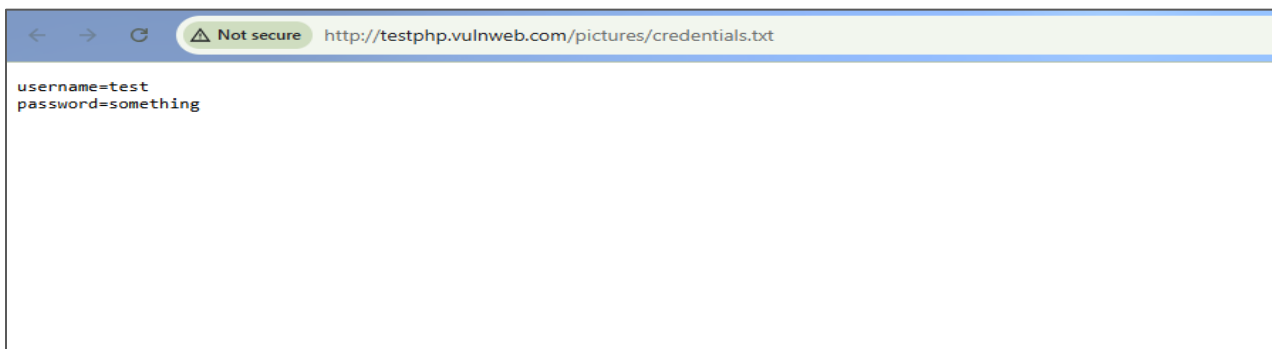 Not secure http://testphp.vulnweb.com/pictures/credentials.txt
username=test
password=something